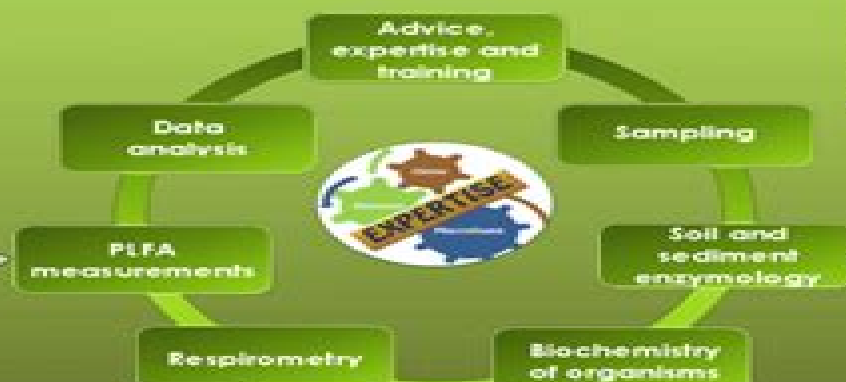 Advice,
expertise and
training
Sampling
Soil and
sediment
enzymology
Biochemistry
of organisms
Respirometry
PLFA
measurements
Data
analysis
EXPERTISE